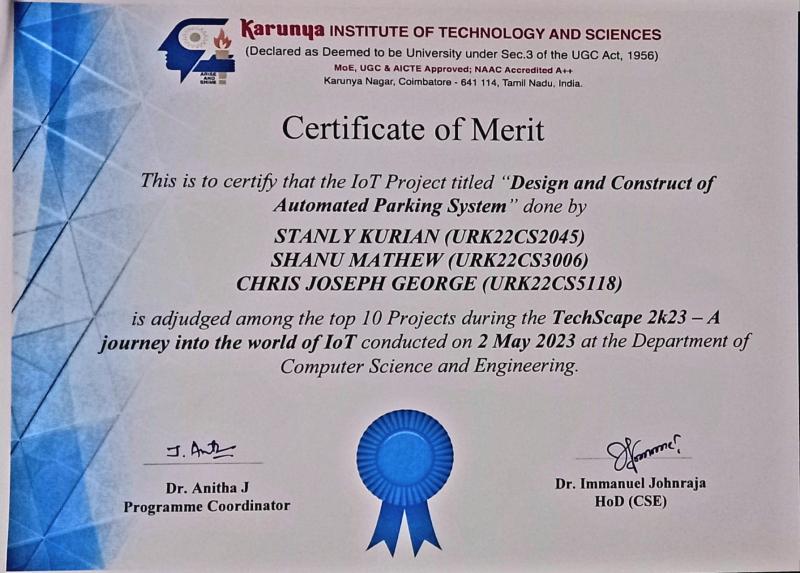 Karunya INSTITUTE OF TECHNOLOGY AND SCIENCES
(Declared as Deemed to be University under Sec.3 of the UGC Act, 1956)
MoE, UGC & AICTE Approved; NAAC Accredited A++
Karunya Nagar, Coimbatore - 641 114, Tamil Nadu, India.
ARISE
AND
SHINE
Certificate of Merit
This is to certify that the IoT Project titled “Design and Construct of
Automated Parking System” done by
STANLY KURIAN (URK22CS2045)
SHANU MATHEW (URK22CS3006)
CHRIS JOSEPH GEORGE (URK22CS5118)
is adjudged among the top 10 Projects during the TechScape 2k23 – A
journey into the world of IoT conducted on 2 May 2023 at the Department of
Computer Science and Engineering.
Dr. Anitha J
Programme Coordinator
Dr. Immanuel Johnraja
HoD (CSE)